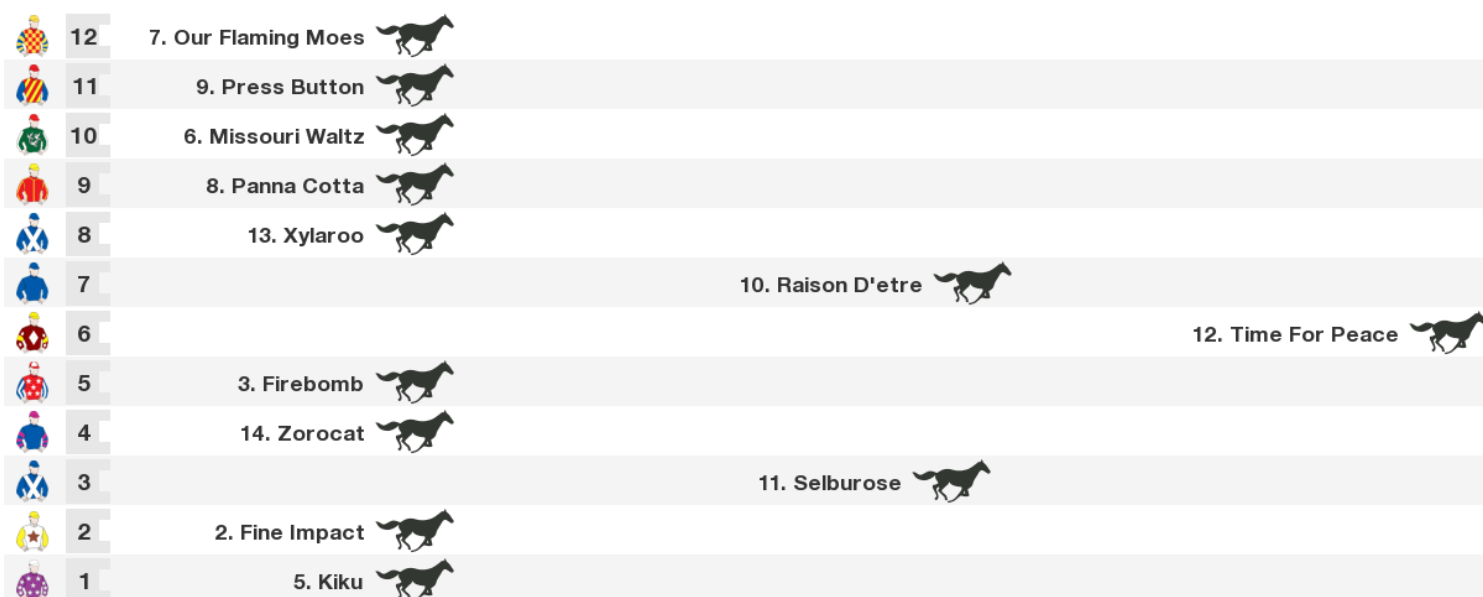 12 7. Our Flaming Moes
11 9. Press Button
10 6. Missouri Waltz
9 8. Panna Cotta
8 13. Xylaroo
7 10. Raison D'etre
6 12. Time For Peace
5 3. Firebomb
4 14. Zorocat
3 11. Selburose
2 2. Fine Impact
1 5. Kiku